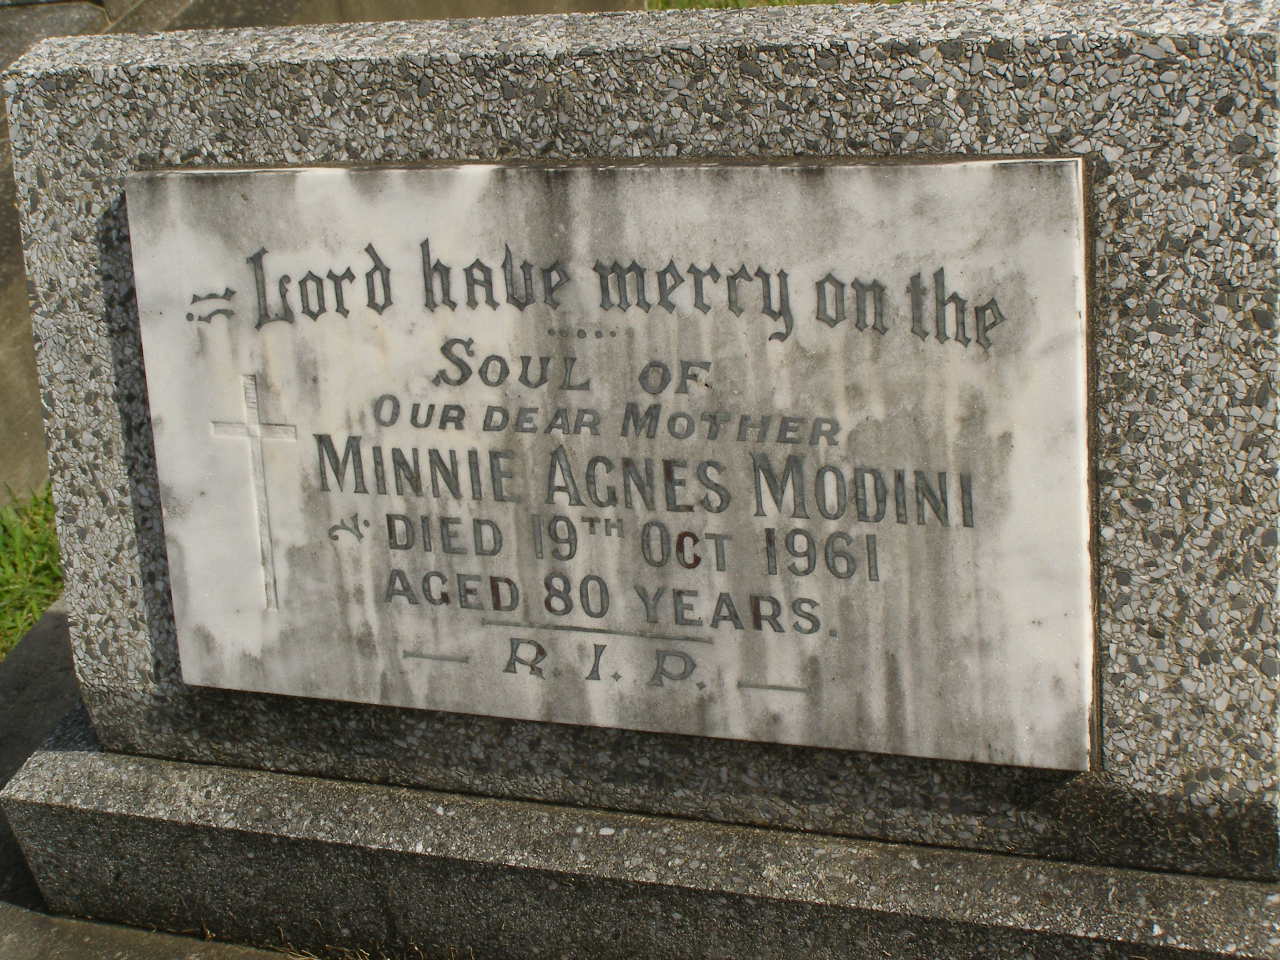 Lord have mercy on the
SOUL OF
OUR DEAR MOTHER
MINNIE AGNES MODINI
DIED 19TH OCT 1961
AGED 80 YEARS.
R.I.P.